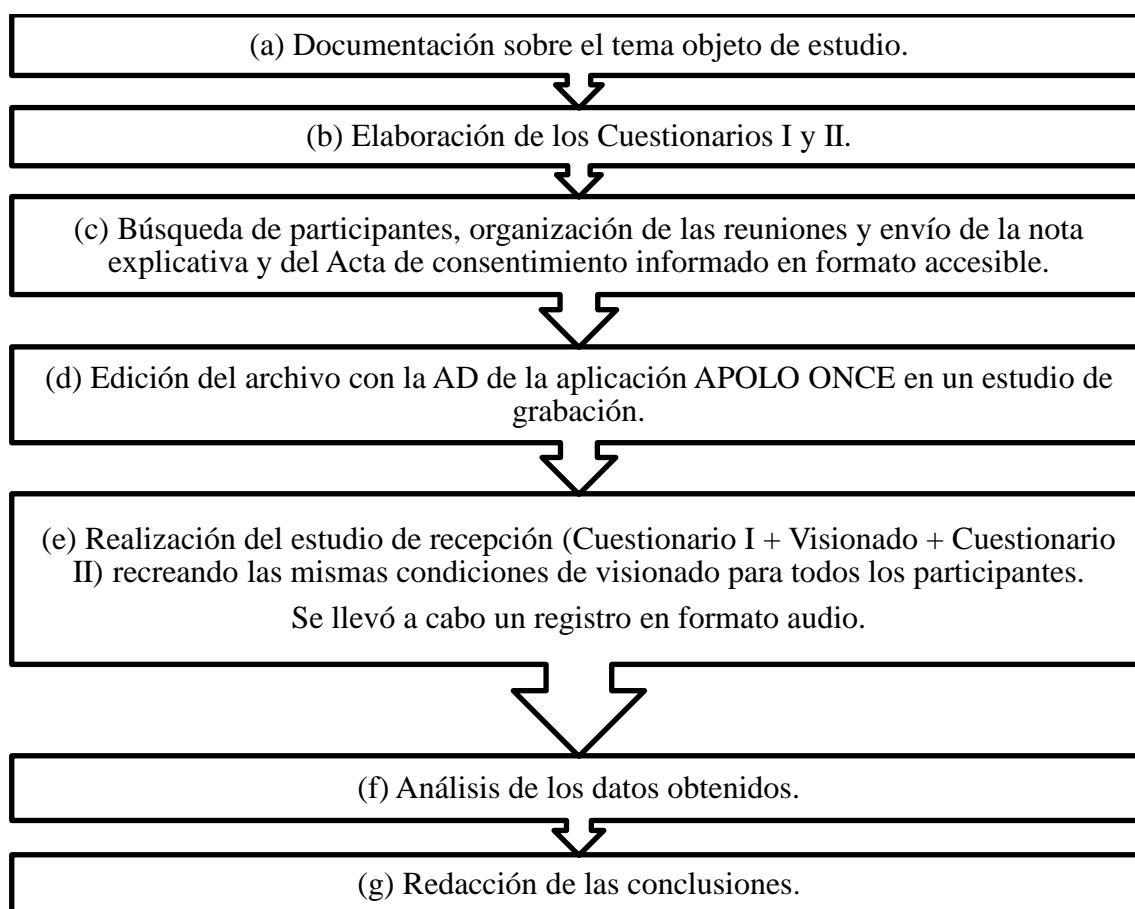 (a) Documentación sobre el tema objeto de estudio.
(b) Elaboración de los Cuestionarios I y II.
(c) Búsqueda de participantes, organización de las reuniones y envío de la nota
explicativa y del Acta de consentimiento informado en formato accesible.
(d) Edición del archivo con la AD de la aplicación APOLO ONCE en un estudio de
grabación.
(e) Realización del estudio de recepción (Cuestionario I + Visionado + Cuestionario
II) recreando las mismas condiciones de visionado para todos los participantes.
Se llevó a cabo un registro en formato audio.
(f) Análisis de los datos obtenidos.
(g) Redacción de las conclusiones.